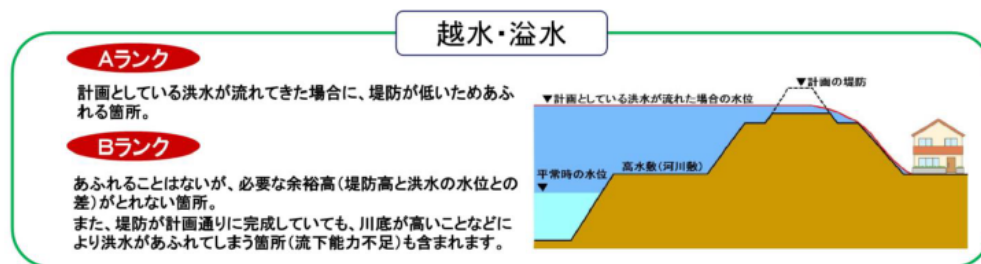 越水・溢水
Aランク
計画としている洪水が流れてきた場合に、堤防が低いためあふ
れる箇所。
Bランク
あふれることはないが、必要な余裕高(堤防高と洪水の水位との
差)がとれない箇所。
また、堤防が計画通りに完成していても、川底が高いことなどに
より洪水があふれてしまう箇所(流下能力不足)も含まれます。
▼計画の堤防
▼計画としている洪水が流れた場合の水位
高水敷(河川敷)
平常時の水位
▼